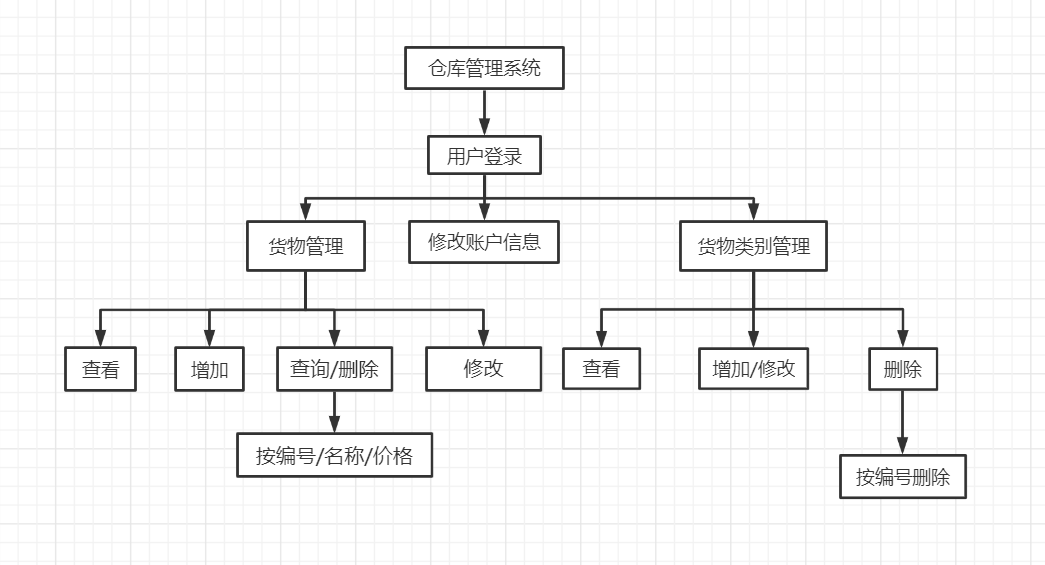 仓库管理系统
用户登录
货物管理
修改账户信息
货物类别管理
查看
增加
查询/删除
修改
查看
增加/修改
删除
按编号/名称/价格
按编号删除